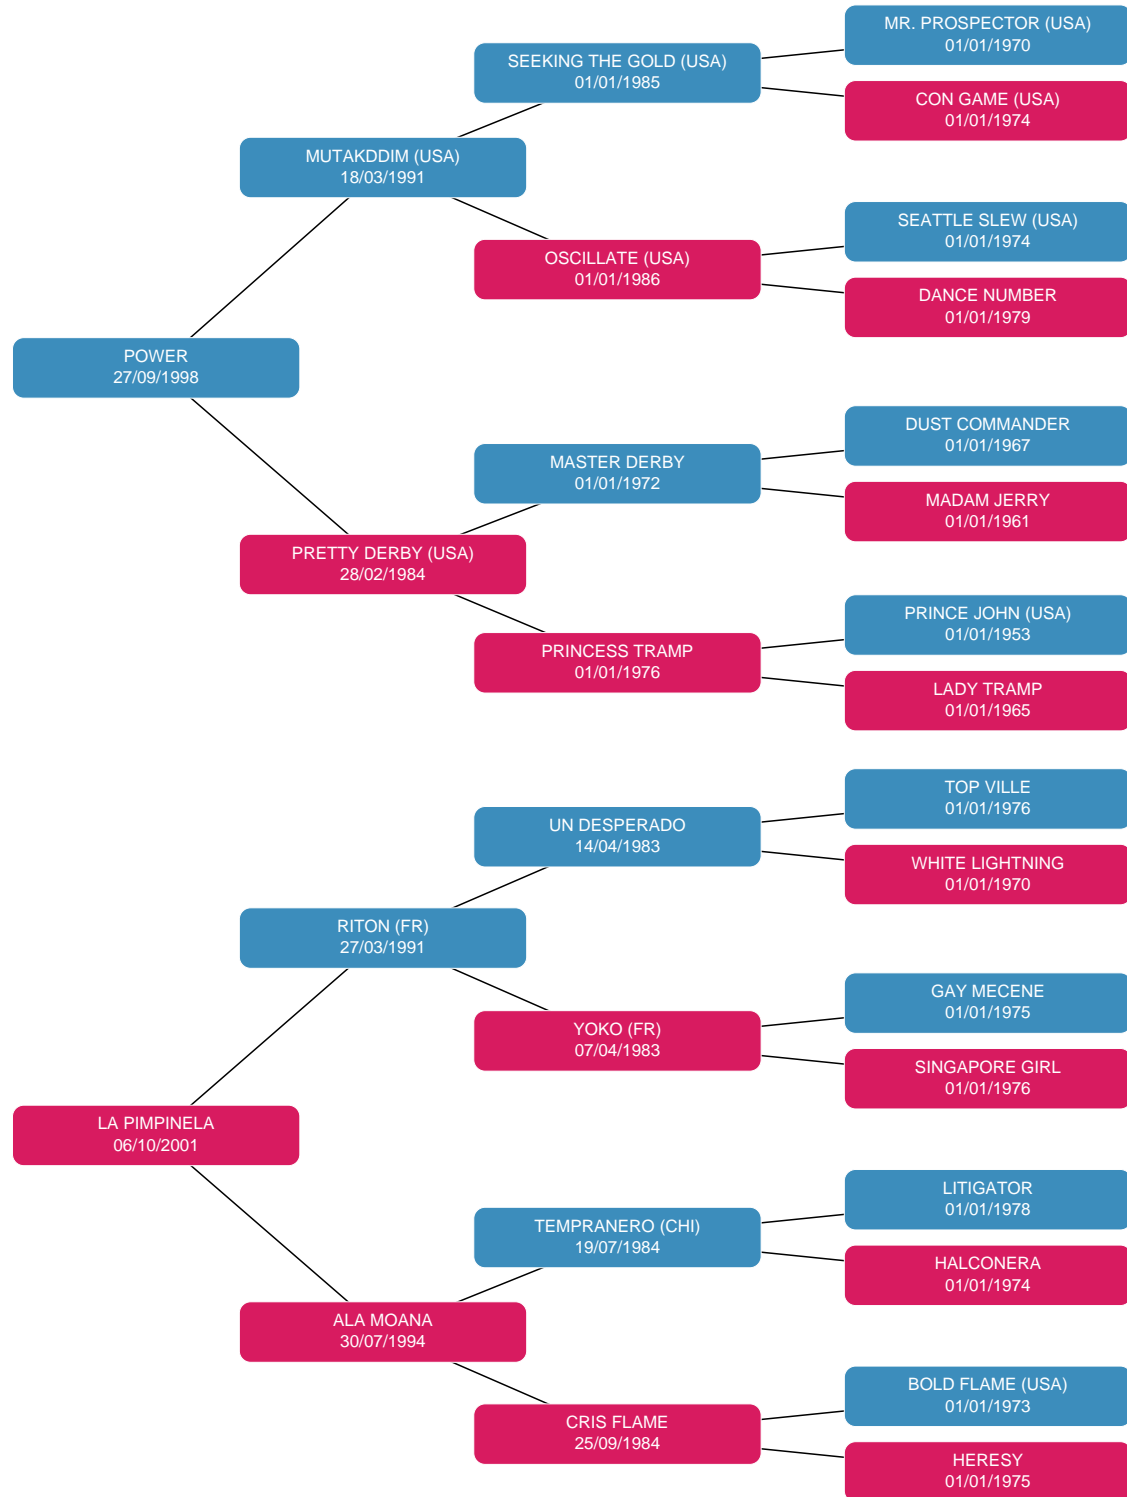 MR. PROSPECTOR (USA)
01/01/1970
SEEKING THE GOLD (USA)
01/01/1985
CON GAME (USA)
01/01/1974
MUTAKDDIM (USA)
18/03/1991
SEATTLE SLEW (USA)
01/01/1974
OSCILLATE (USA)
01/01/1986
DANCE NUMBER
01/01/1979
POWER
27/09/1998
DUST COMMANDER
01/01/1967
MASTER DERBY
01/01/1972
MADAM JERRY
01/01/1961
PRETTY DERBY (USA)
28/02/1984
PRINCE JOHN (USA)
01/01/1953
PRINCESS TRAMP
01/01/1976
LADY TRAMP
01/01/1965
TOP VILLE
01/01/1976
UN DESPERADO
14/04/1983
WHITE LIGHTNING
01/01/1970
RITON (FR)
27/03/1991
GAY MECENE
01/01/1975
YOKO (FR)
07/04/1983
SINGAPORE GIRL
01/01/1976
LA PIMPINELA
06/10/2001
LITIGATOR
01/01/1978
TEMPRANERO (CHI)
19/07/1984
HALCONERA
01/01/1974
ALA MOANA
30/07/1994
BOLD FLAME (USA)
01/01/1973
CRIS FLAME
25/09/1984
HERESY
01/01/1975